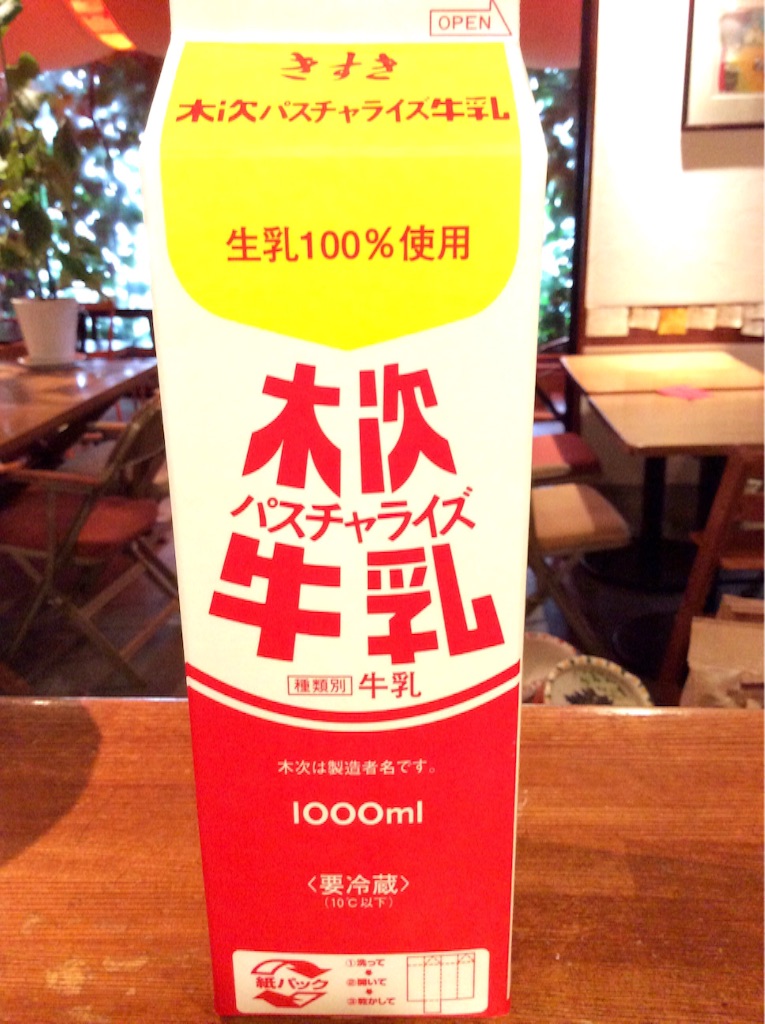 OPEN
きすき
木次パスチャライズ牛乳
生乳100%使用
木次
パスチャライズ
牛乳
種類別 牛乳
木次は製造者名です。
1000ml
〈要冷蔵〉
(10℃以下)
紙パック
①洗って
②開いて
③乾かして